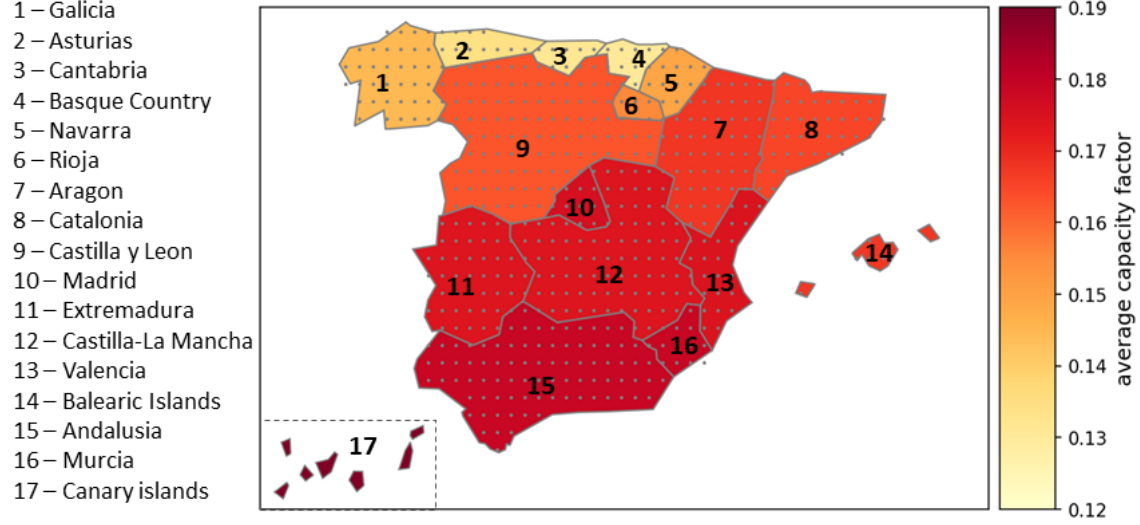 1 – Galicia
2 – Asturias
3 – Cantabria
4 – Basque Country
5 – Navarra
6 – Rioja
7 – Aragon
8 – Catalonia
9 – Castilla y Leon
10 – Madrid
11 – Extremadura
12 – Castilla-La Mancha
13 – Valencia
14 – Balearic Islands
15 – Andalusia
16 – Murcia
17 – Canary islands
1
2
3
4
5
6
7
8
9
10
11
12
13
14
15
16
17
0.19
0.18
0.17
0.16
0.15
0.14
0.13
0.12
average capacity factor